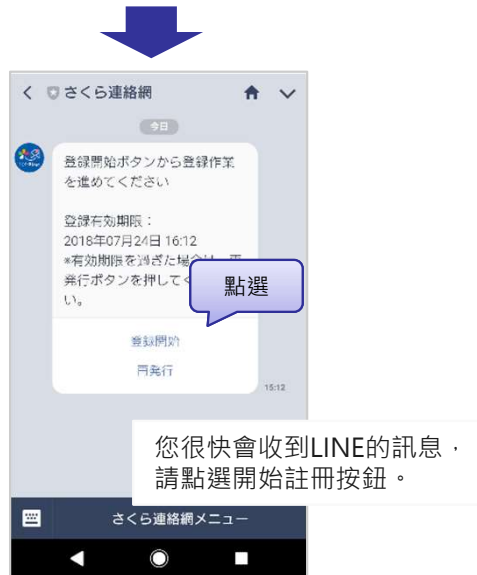 さくら連絡網
今日
登録開始ボタンから登録作業
を進めてください
登録有効期限：
2018年07月24日 16:12
*有効期限を過ぎた場合は、再
発行ボタンを押してく
い。
點選
登録開始
再発行
15:12
您很快會收到LINE的訊息，
請點選開始註冊按鈕。
さくら連絡網メニュー